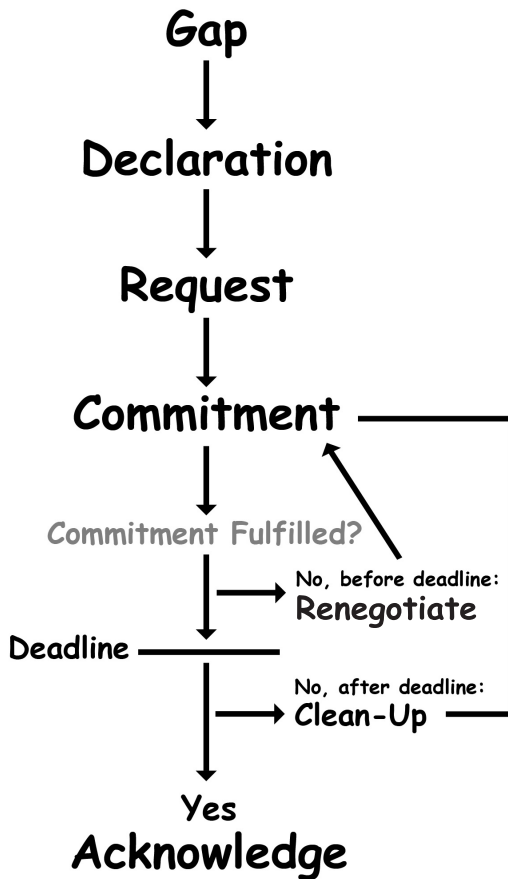 Gap
Declaration
Request
Commitment
Commitment Fulfilled?
No, before deadline:
Renegotiate
Deadline
No, after deadline:
Clean-Up
Yes
Acknowledge